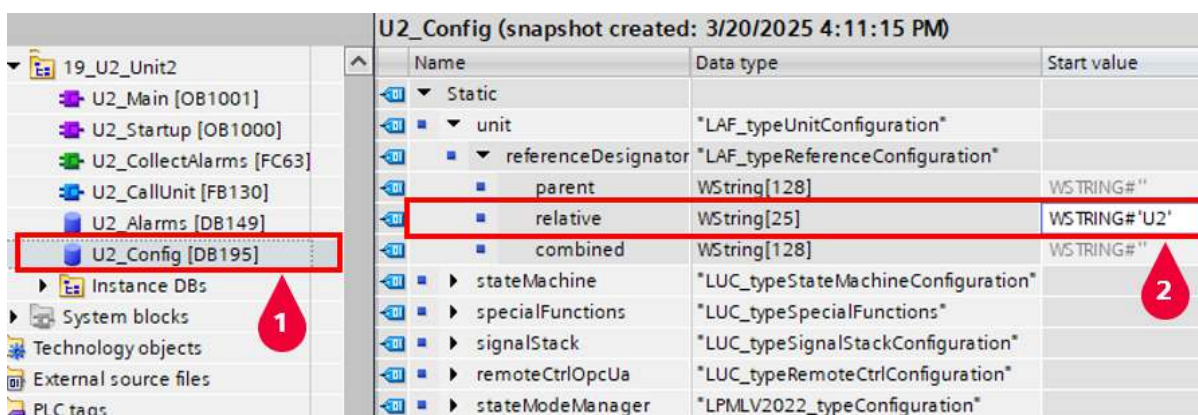 U2_Config (snapshot created: 3/20/2025 4:11:15 PM)
Name Data type Start value
19_U2_Unit2
U2_Main [OB1001]
U2_Startup [OB1000]
U2_CollectAlarms [FC63]
U2_CallUnit [FB130]
U2_Alarms [DB149]
U2_Config [DB195]
Instance DBs
System blocks
Technology objects
External source files
PLC tags
1
Static
unit "LAF_typeUnitConfiguration"
referenceDesignator "LAF_typeReferenceConfiguration"
parent WString[128] WSTRING#''
relative WString[25] WSTRING#'U2'
combined WString[128] WSTRING#''
stateMachine "LUC_typeStateMachineConfiguration"
specialFunctions "LUC_typeSpecialFunctions"
signalStack "LUC_typeSignalStackConfiguration"
remoteCtrlOpcUa "LUC_typeRemoteCtrlConfiguration"
stateModeManager "LPMLV2022_typeConfiguration"
2